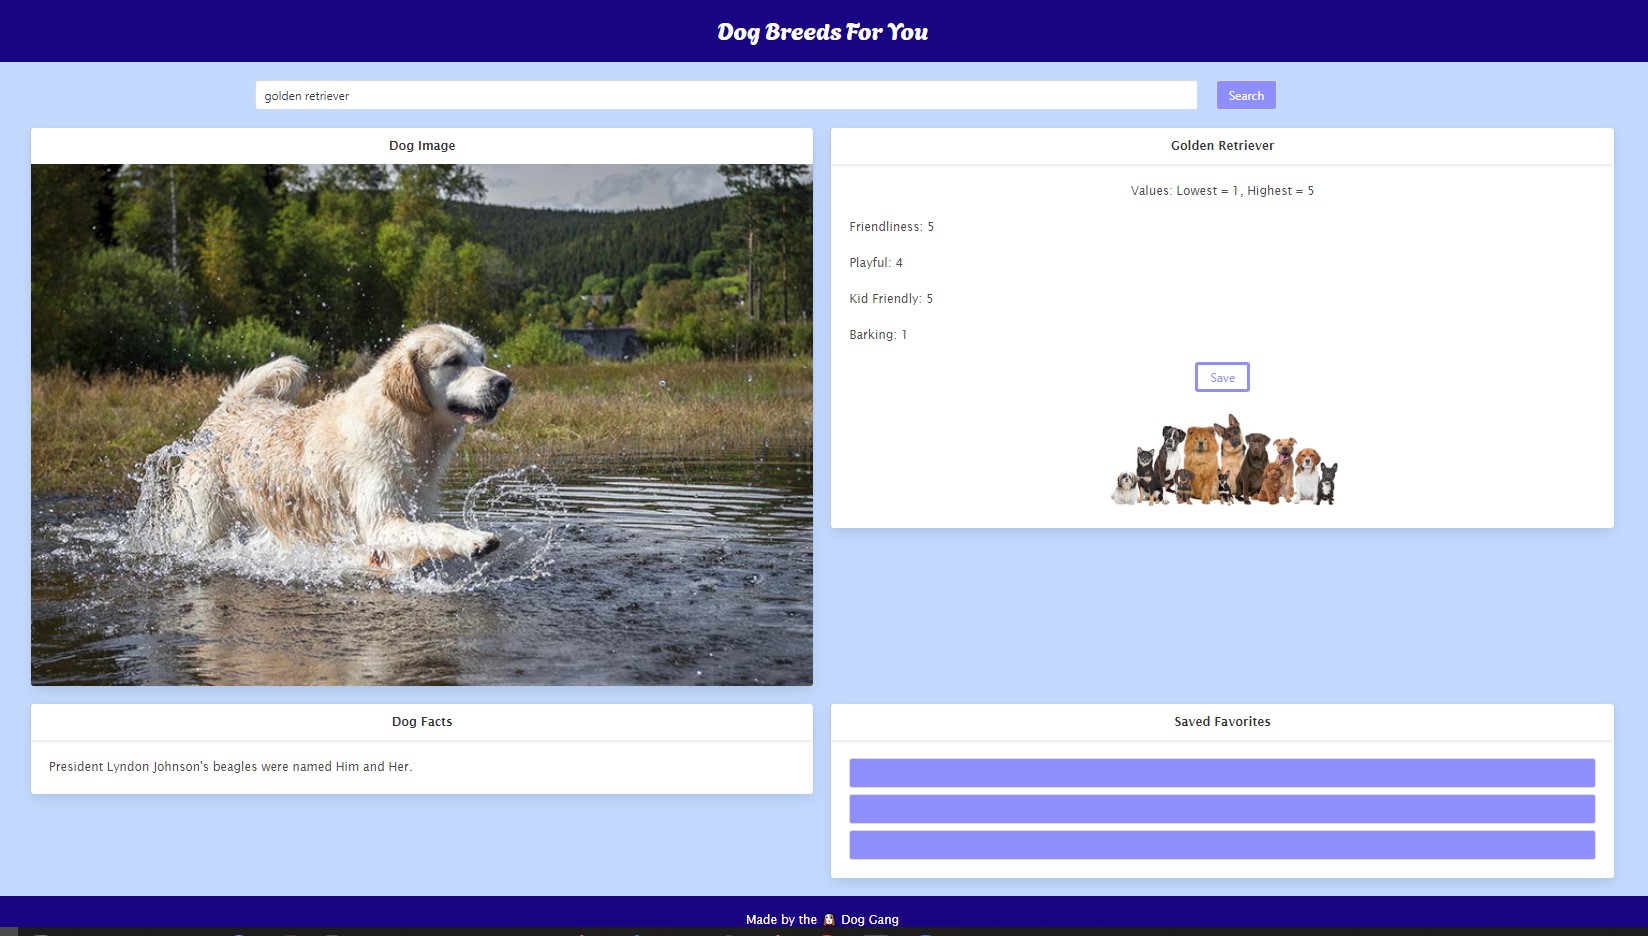 Dog Breeds For You
golden retriever
Search
Dog Image
Golden Retriever
Values: Lowest = 1, Highest = 5
Friendliness: 5
Playful: 4
Kid Friendly: 5
Barking: 1
Save
Dog Facts
President Lyndon Johnson's beagles were named Him and Her.
Saved Favorites
Made by the Dog Gang